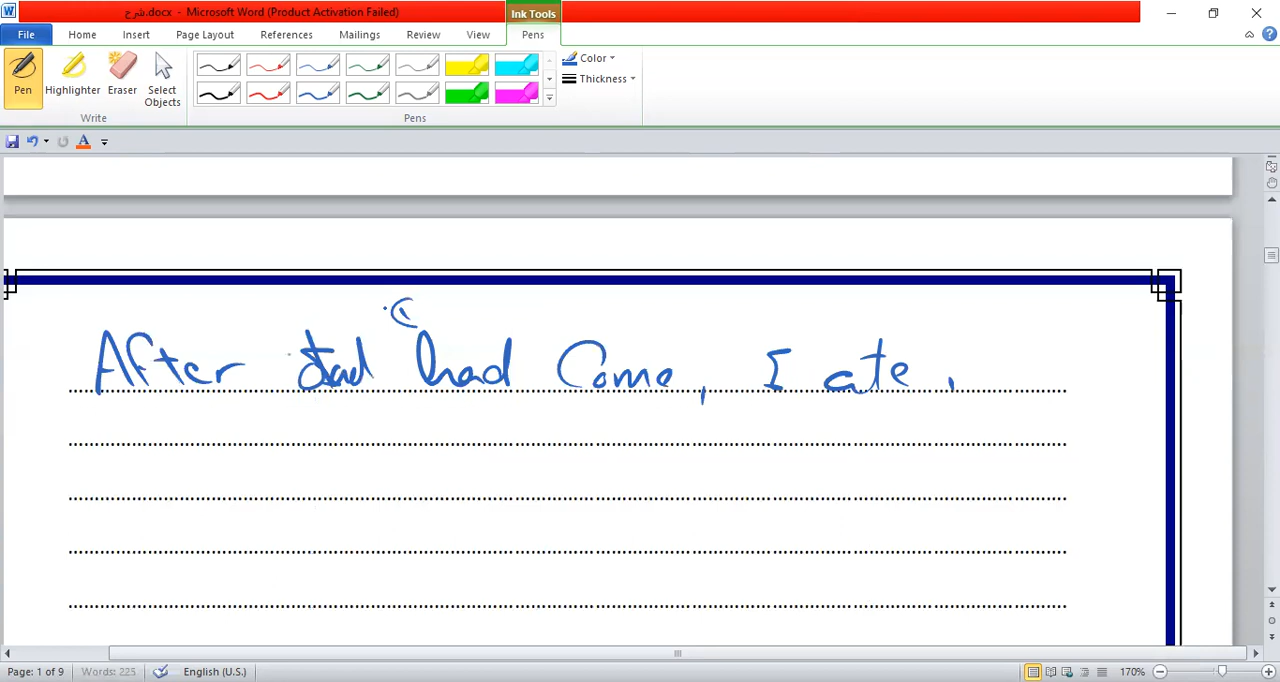 شرح.docx - Microsoft Word (Product Activation Failed)
Ink Tools
File Home Insert Page Layout References Mailings Review View Pens
Pen Highlighter Eraser Select Objects
Color
Thickness
Write Pens
After dad had Come, I ate.
Page: 1 of 9 Words: 225 English (U.S.) 170%